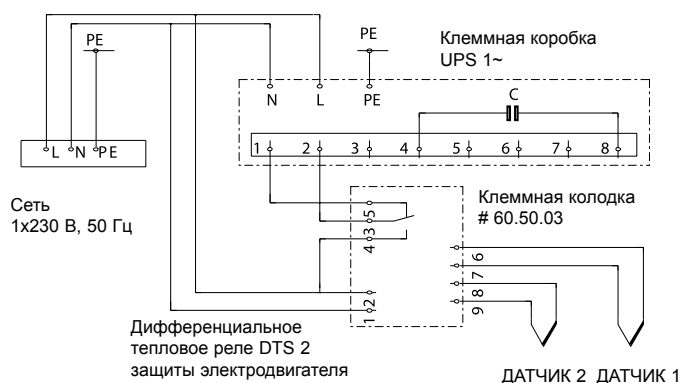 PE
PE
Клеммная коробка
UPS 1~
N L PE
C
1 2 3 4 5 6 7 8
L N PE
Сеть
1x230 В, 50 Гц
Клеммная колодка
# 60.50.03
5
3
4
6
7
8
9
2
1
Дифференциальное
тепловое реле DTS 2
защиты электродвигателя
ДАТЧИК 2 ДАТЧИК 1